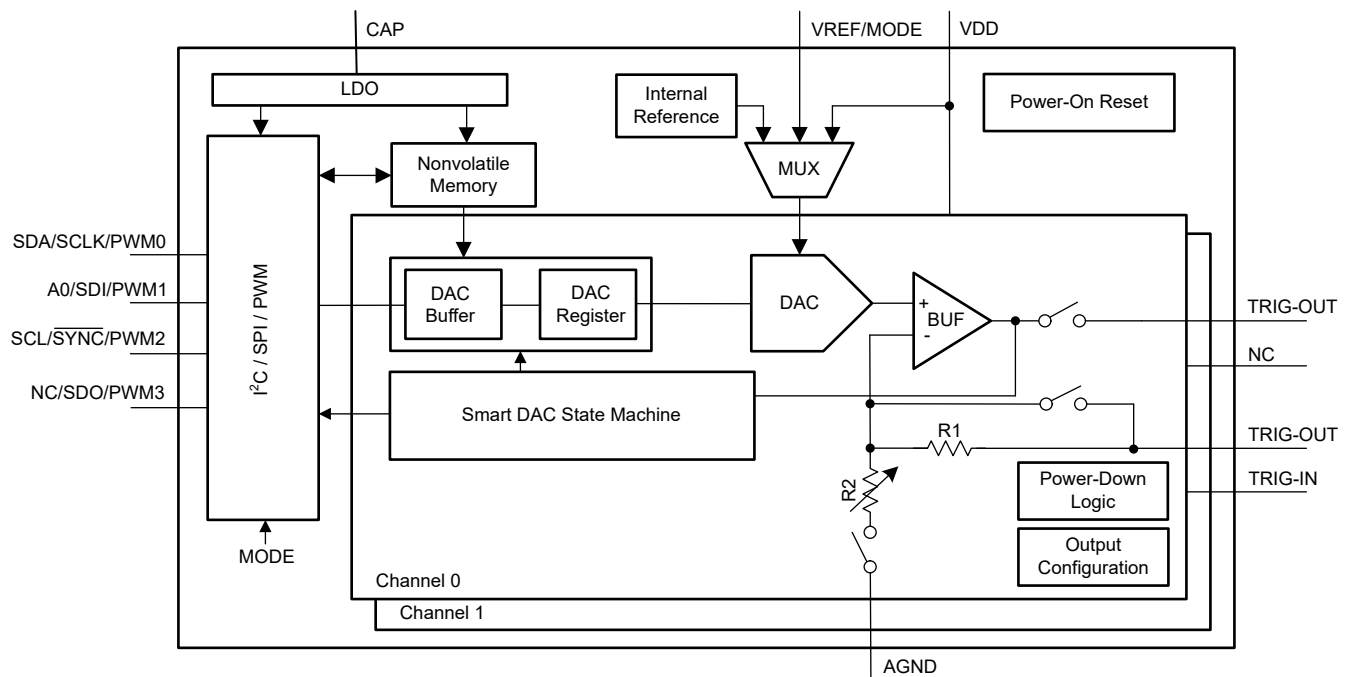 CAP
VREF/MODE
VDD
LDO
Internal
Reference
Power-On Reset
MUX
Nonvolatile
Memory
SDA/SCLK/PWM0
A0/SDI/PWM1
SCL/SYNC/PWM2
NC/SDO/PWM3
I²C / SPI / PWM
DAC
Buffer
DAC
Register
DAC
+
BUF
-
TRIG-OUT
NC
Smart DAC State Machine
R1
TRIG-OUT
R2
Power-Down
Logic
TRIG-IN
MODE
Output
Configuration
Channel 0
Channel 1
AGND